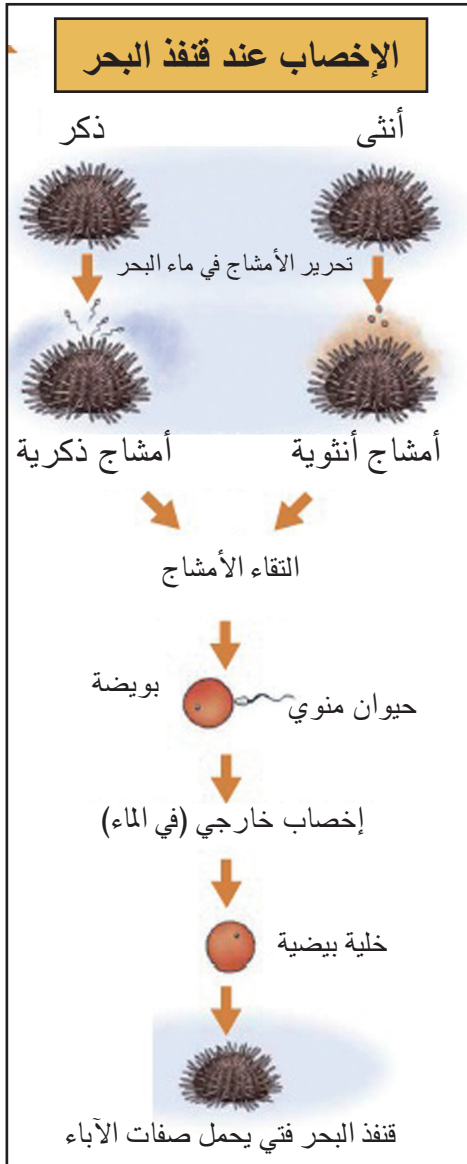 الإخصاب عند قنفذ البحر
أنثى
ذكر
تحرير الأمشاج في ماء البحر
أمشاج أنثوية
أمشاج ذكرية
التقاء الأمشاج
بويضة
حيوان منوي
إخصاب خارجي (في الماء)
خلية بيضية
قنفذ البحر فتي يحمل صفات الآباء